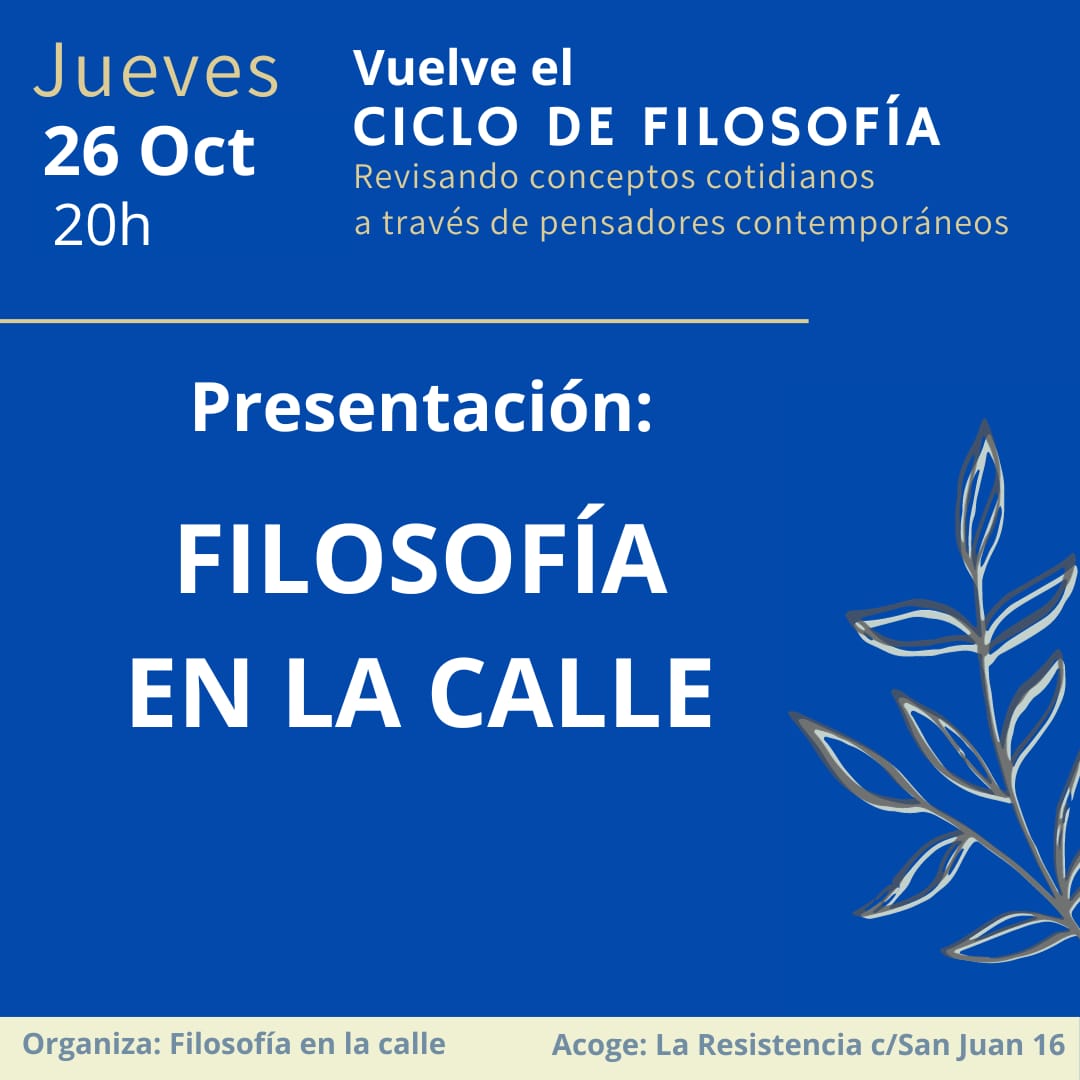 Jueves
26 Oct
20h
Vuelve el
CICLO DE FILOSOFÍA
Revisando conceptos cotidianos
a través de pensadores contemporáneos
Presentación:
FILOSOFÍA
EN LA CALLE
Organiza: Filosofía en la calle
Acoge: La Resistencia c/San Juan 16